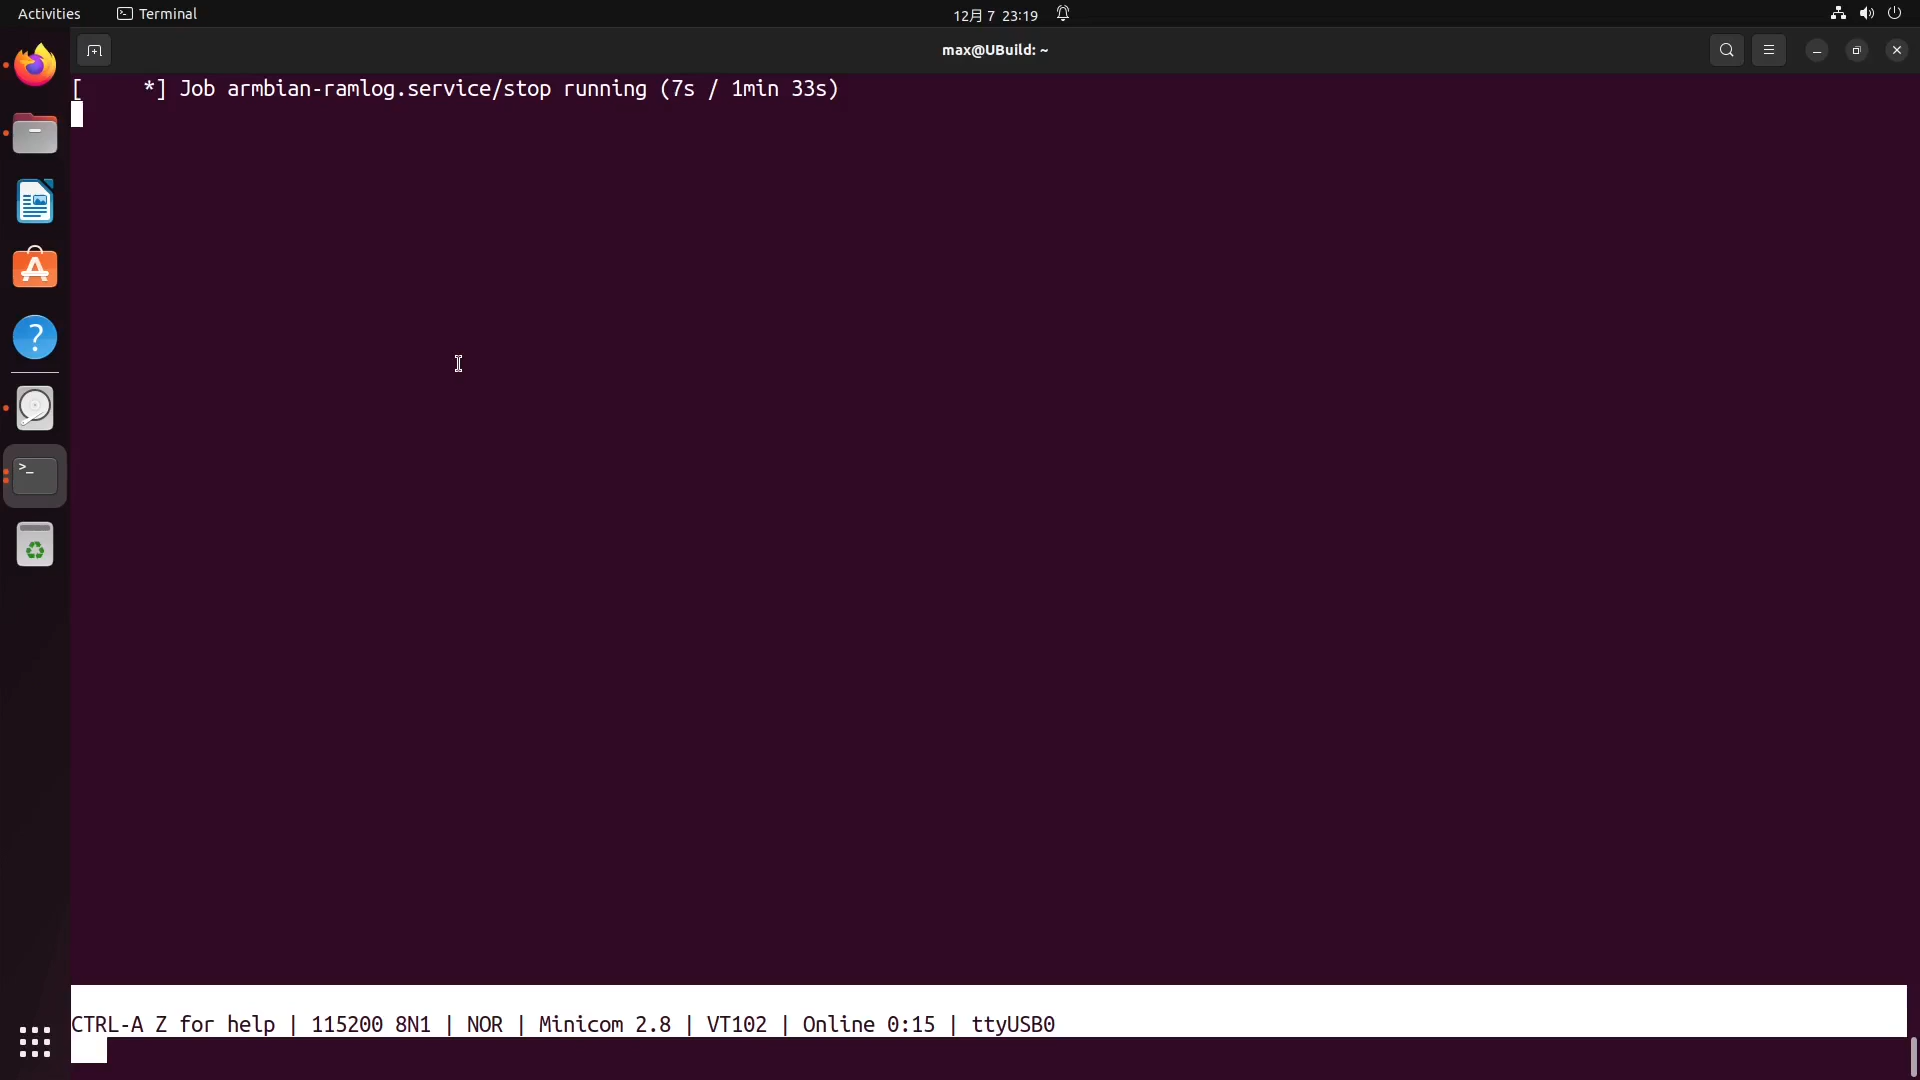 Activities
Terminal
12月 7 23:19
max@UBuild: ~
[     *] Job armbian-ramlog.service/stop running (7s / 1min 33s)
CTRL-A Z for help | 115200 8N1 | NOR | Minicom 2.8 | VT102 | Online 0:15 | ttyUSB0